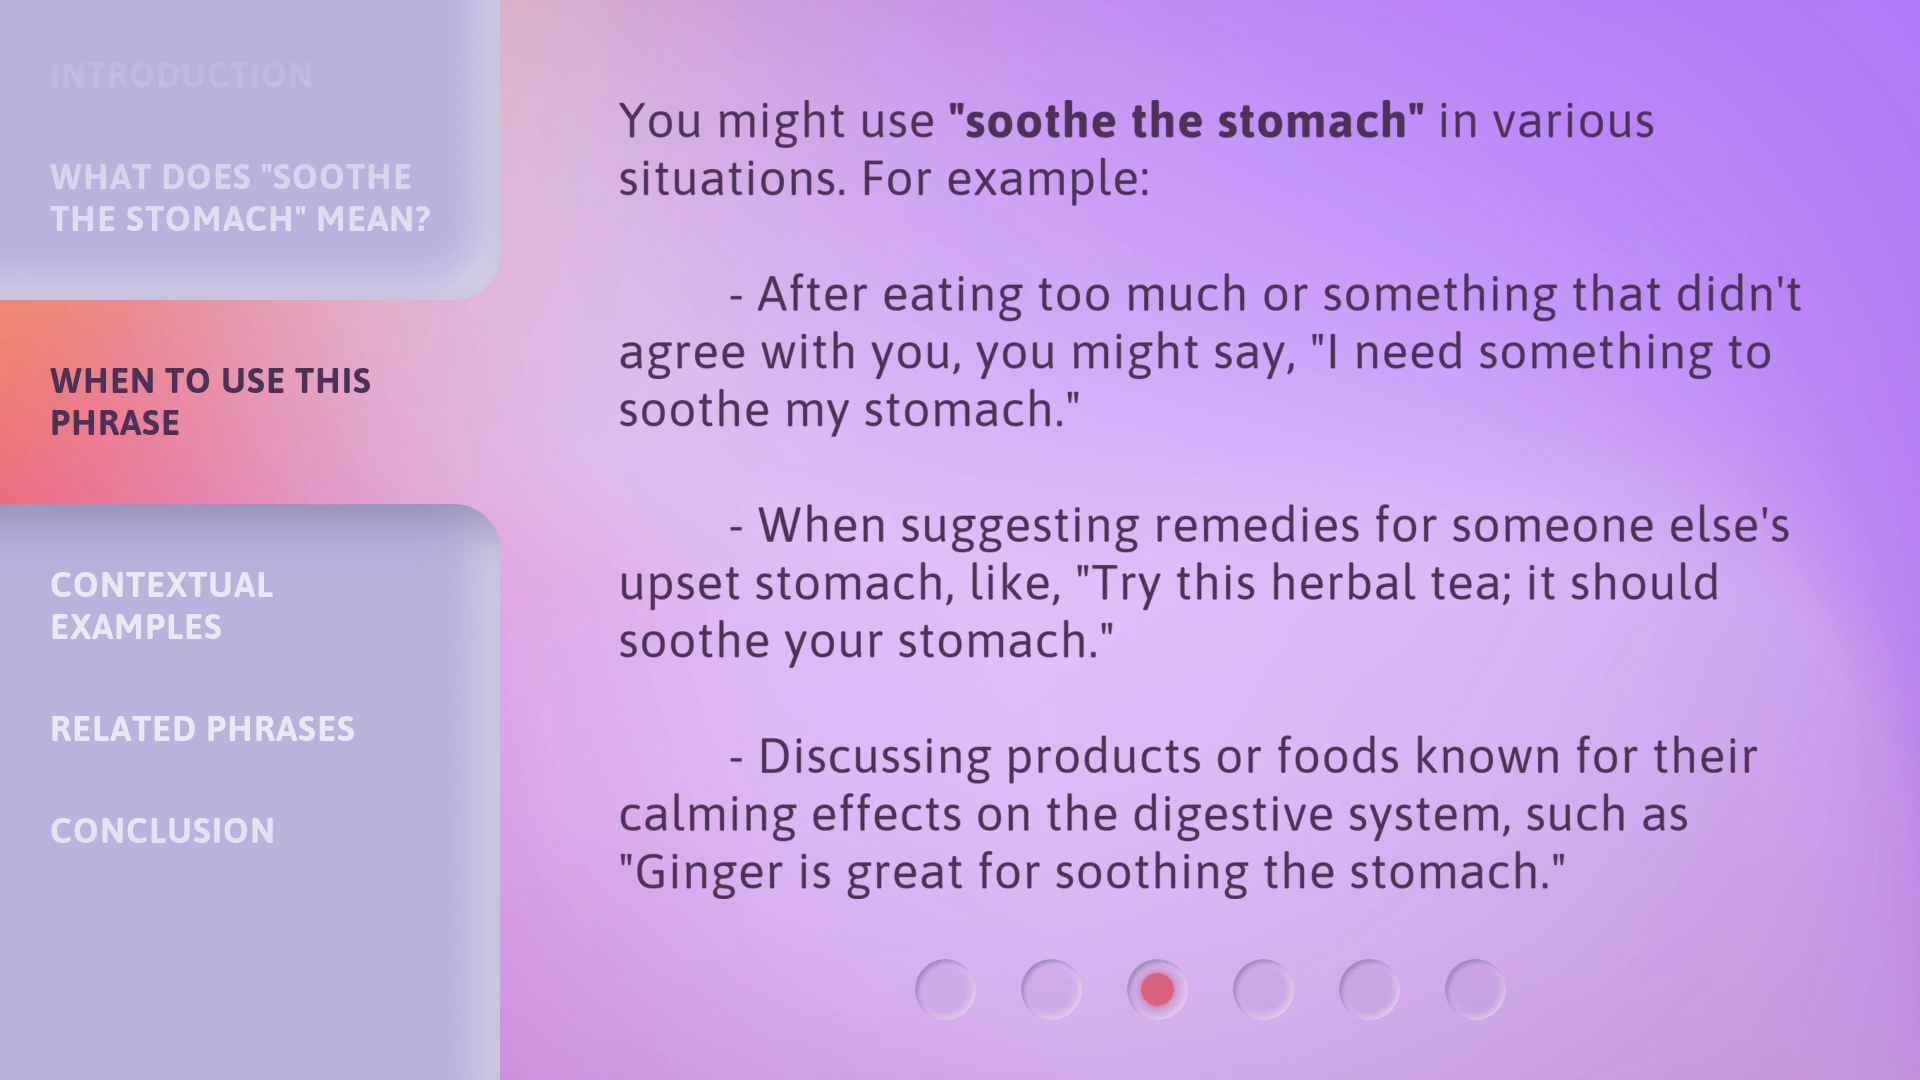 INTRODUCTION
WHAT DOES "SOOTHE
THE STOMACH" MEAN?
WHEN TO USE THIS
PHRASE
CONTEXTUAL
EXAMPLES
RELATED PHRASES
CONCLUSION
You might use "soothe the stomach" in various
situations. For example:
- After eating too much or something that didn't
agree with you, you might say, "I need something to
soothe my stomach."
- When suggesting remedies for someone else's
upset stomach, like, "Try this herbal tea; it should
soothe your stomach."
- Discussing products or foods known for their
calming effects on the digestive system, such as
"Ginger is great for soothing the stomach."